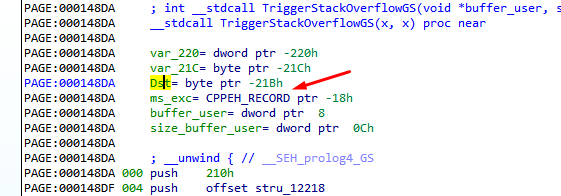 PAGE:000148DA ; int __stdcall TriggerStackOverflowGS(void *buffer_user, s
PAGE:000148DA __stdcall TriggerStackOverflowGS(x, x) proc near
PAGE:000148DA
PAGE:000148DA var_220= dword ptr -220h
PAGE:000148DA var_21C= byte ptr -21Ch
PAGE:000148DA Dst= byte ptr -21Bh
PAGE:000148DA ms_exc= CPPEH_RECORD ptr -18h
PAGE:000148DA buffer_user= dword ptr 8
PAGE:000148DA size_buffer_user= dword ptr 0Ch
PAGE:000148DA
PAGE:000148DA ; __unwind { // __SEH_prolog4_GS
PAGE:000148DA 000 push 210h
PAGE:000148DF 004 push offset stru_12218